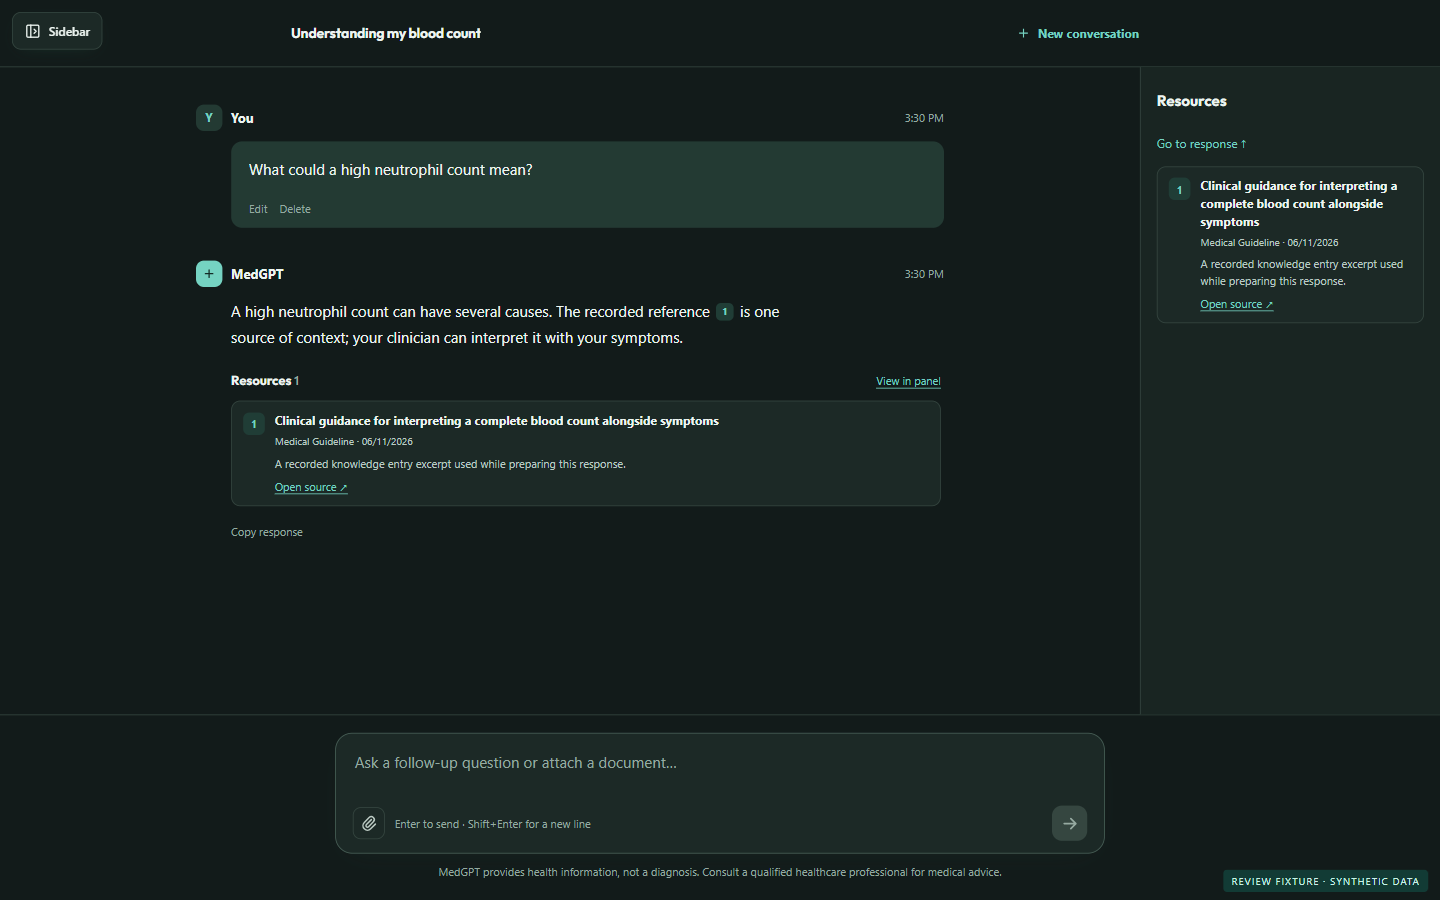 Sidebar
Understanding my blood count
+ New conversation
Y You 3:30 PM
What could a high neutrophil count mean?
Edit Delete
+ MedGPT 3:30 PM
A high neutrophil count can have several causes. The recorded reference 1 is one
source of context; your clinician can interpret it with your symptoms.
Resources 1 View in panel
1 Clinical guidance for interpreting a complete blood count alongside symptoms
Medical Guideline · 06/11/2026
A recorded knowledge entry excerpt used while preparing this response.
Open source ↗
Copy response
Resources
Go to response ↑
1 Clinical guidance for interpreting a
complete blood count alongside
symptoms
Medical Guideline · 06/11/2026
A recorded knowledge entry excerpt used
while preparing this response.
Open source ↗
Ask a follow-up question or attach a document...
Enter to send · Shift+Enter for a new line
MedGPT provides health information, not a diagnosis. Consult a qualified healthcare professional for medical advice.
REVIEW FIXTURE · SYNTHETIC DATA